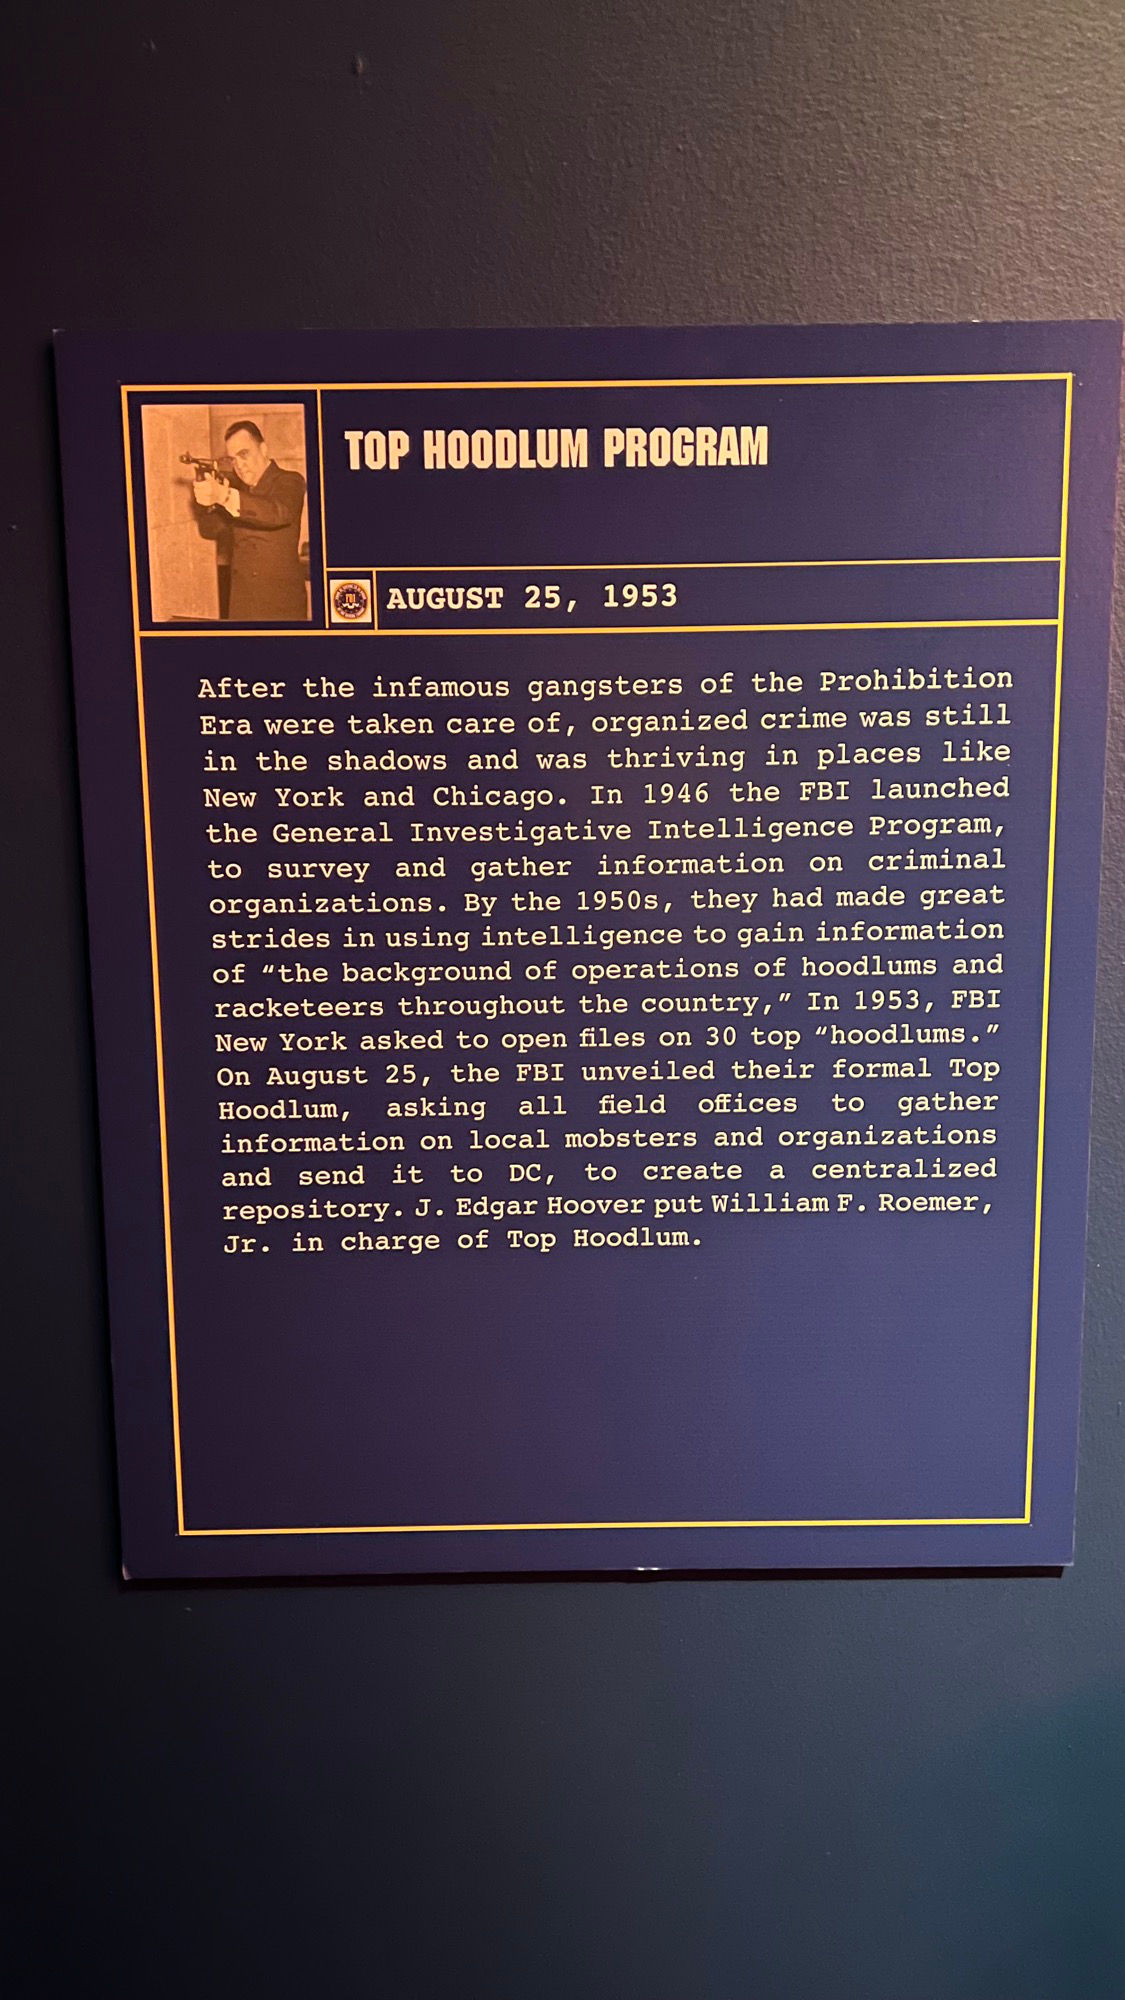 TOP HOODLUM PROGRAM
AUGUST 25, 1953
After the infamous gangsters of the Prohibition
Era were taken care of, organized crime was still
in the shadows and was thriving in places like
New York and Chicago. In 1946 the FBI launched
the General Investigative Intelligence Program,
to survey and gather information on criminal
organizations. By the 1950s, they had made great
strides in using intelligence to gain information
of “the background of operations of hoodlums and
racketeers throughout the country,” In 1953, FBI
New York asked to open files on 30 top “hoodlums.”
On August 25, the FBI unveiled their formal Top
Hoodlum, asking all field offices to gather
information on local mobsters and organizations
and send it to DC, to create a centralized
repository. J. Edgar Hoover put William F. Roemer,
Jr. in charge of Top Hoodlum.